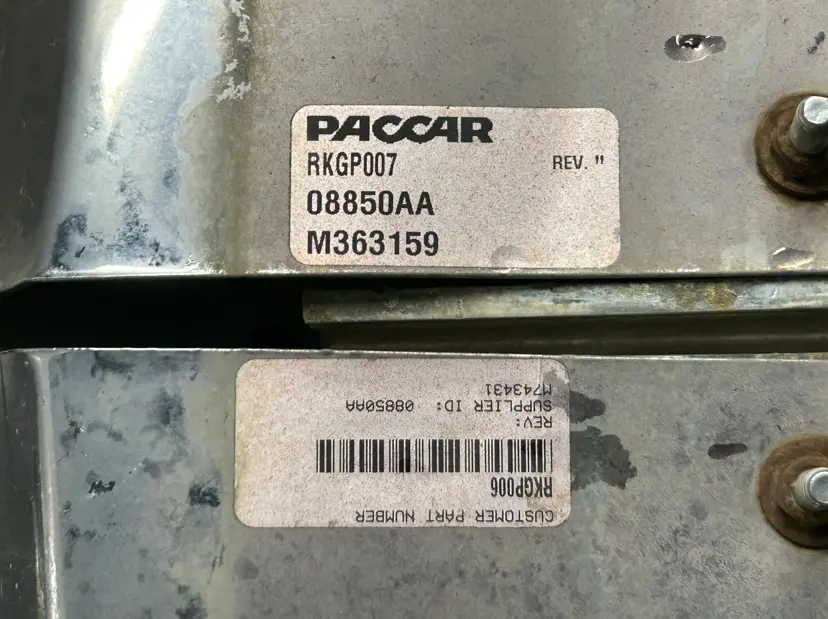 PACCAR
RKGP007 REV. "
08850AA
M363159
CUSTOMER PART NUMBER
RKGP006
REV:
SUPPLIER ID: 08850AA
M743431